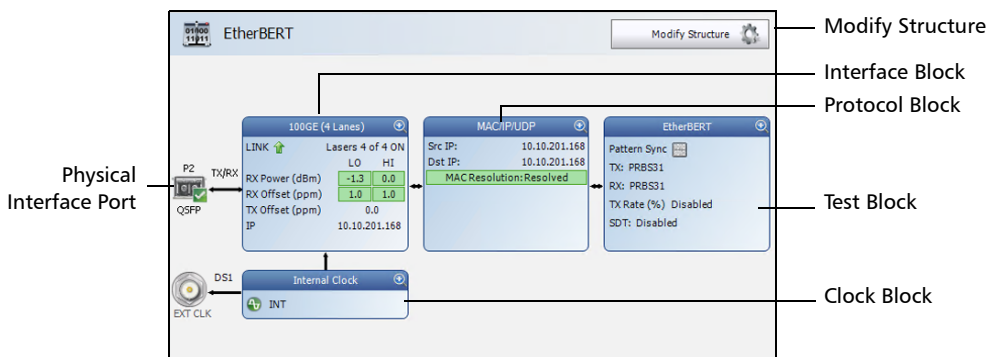 01100
11011
EtherBERT
Modify Structure
Modify Structure
Interface Block
Protocol Block
100GE (4 Lanes)
MAC/IP/UDP
EtherBERT
LINK
Lasers 4 of 4 ON
LO HI
RX Power (dBm) -1.3 0.0
RX Offset (ppm) 1.0 1.0
TX Offset (ppm) 0.0
IP 10.10.201.168
Src IP: 10.10.201.168
Dst IP: 10.10.201.168
MAC Resolution:Resolved
Pattern Sync
TX: PRBS31
RX: PRBS31
TX Rate (%) Disabled
SDT: Disabled
Physical
Interface Port
P2
TX/RX
QSFP
Test Block
DS1
EXT CLK
Internal Clock
INT
Clock Block